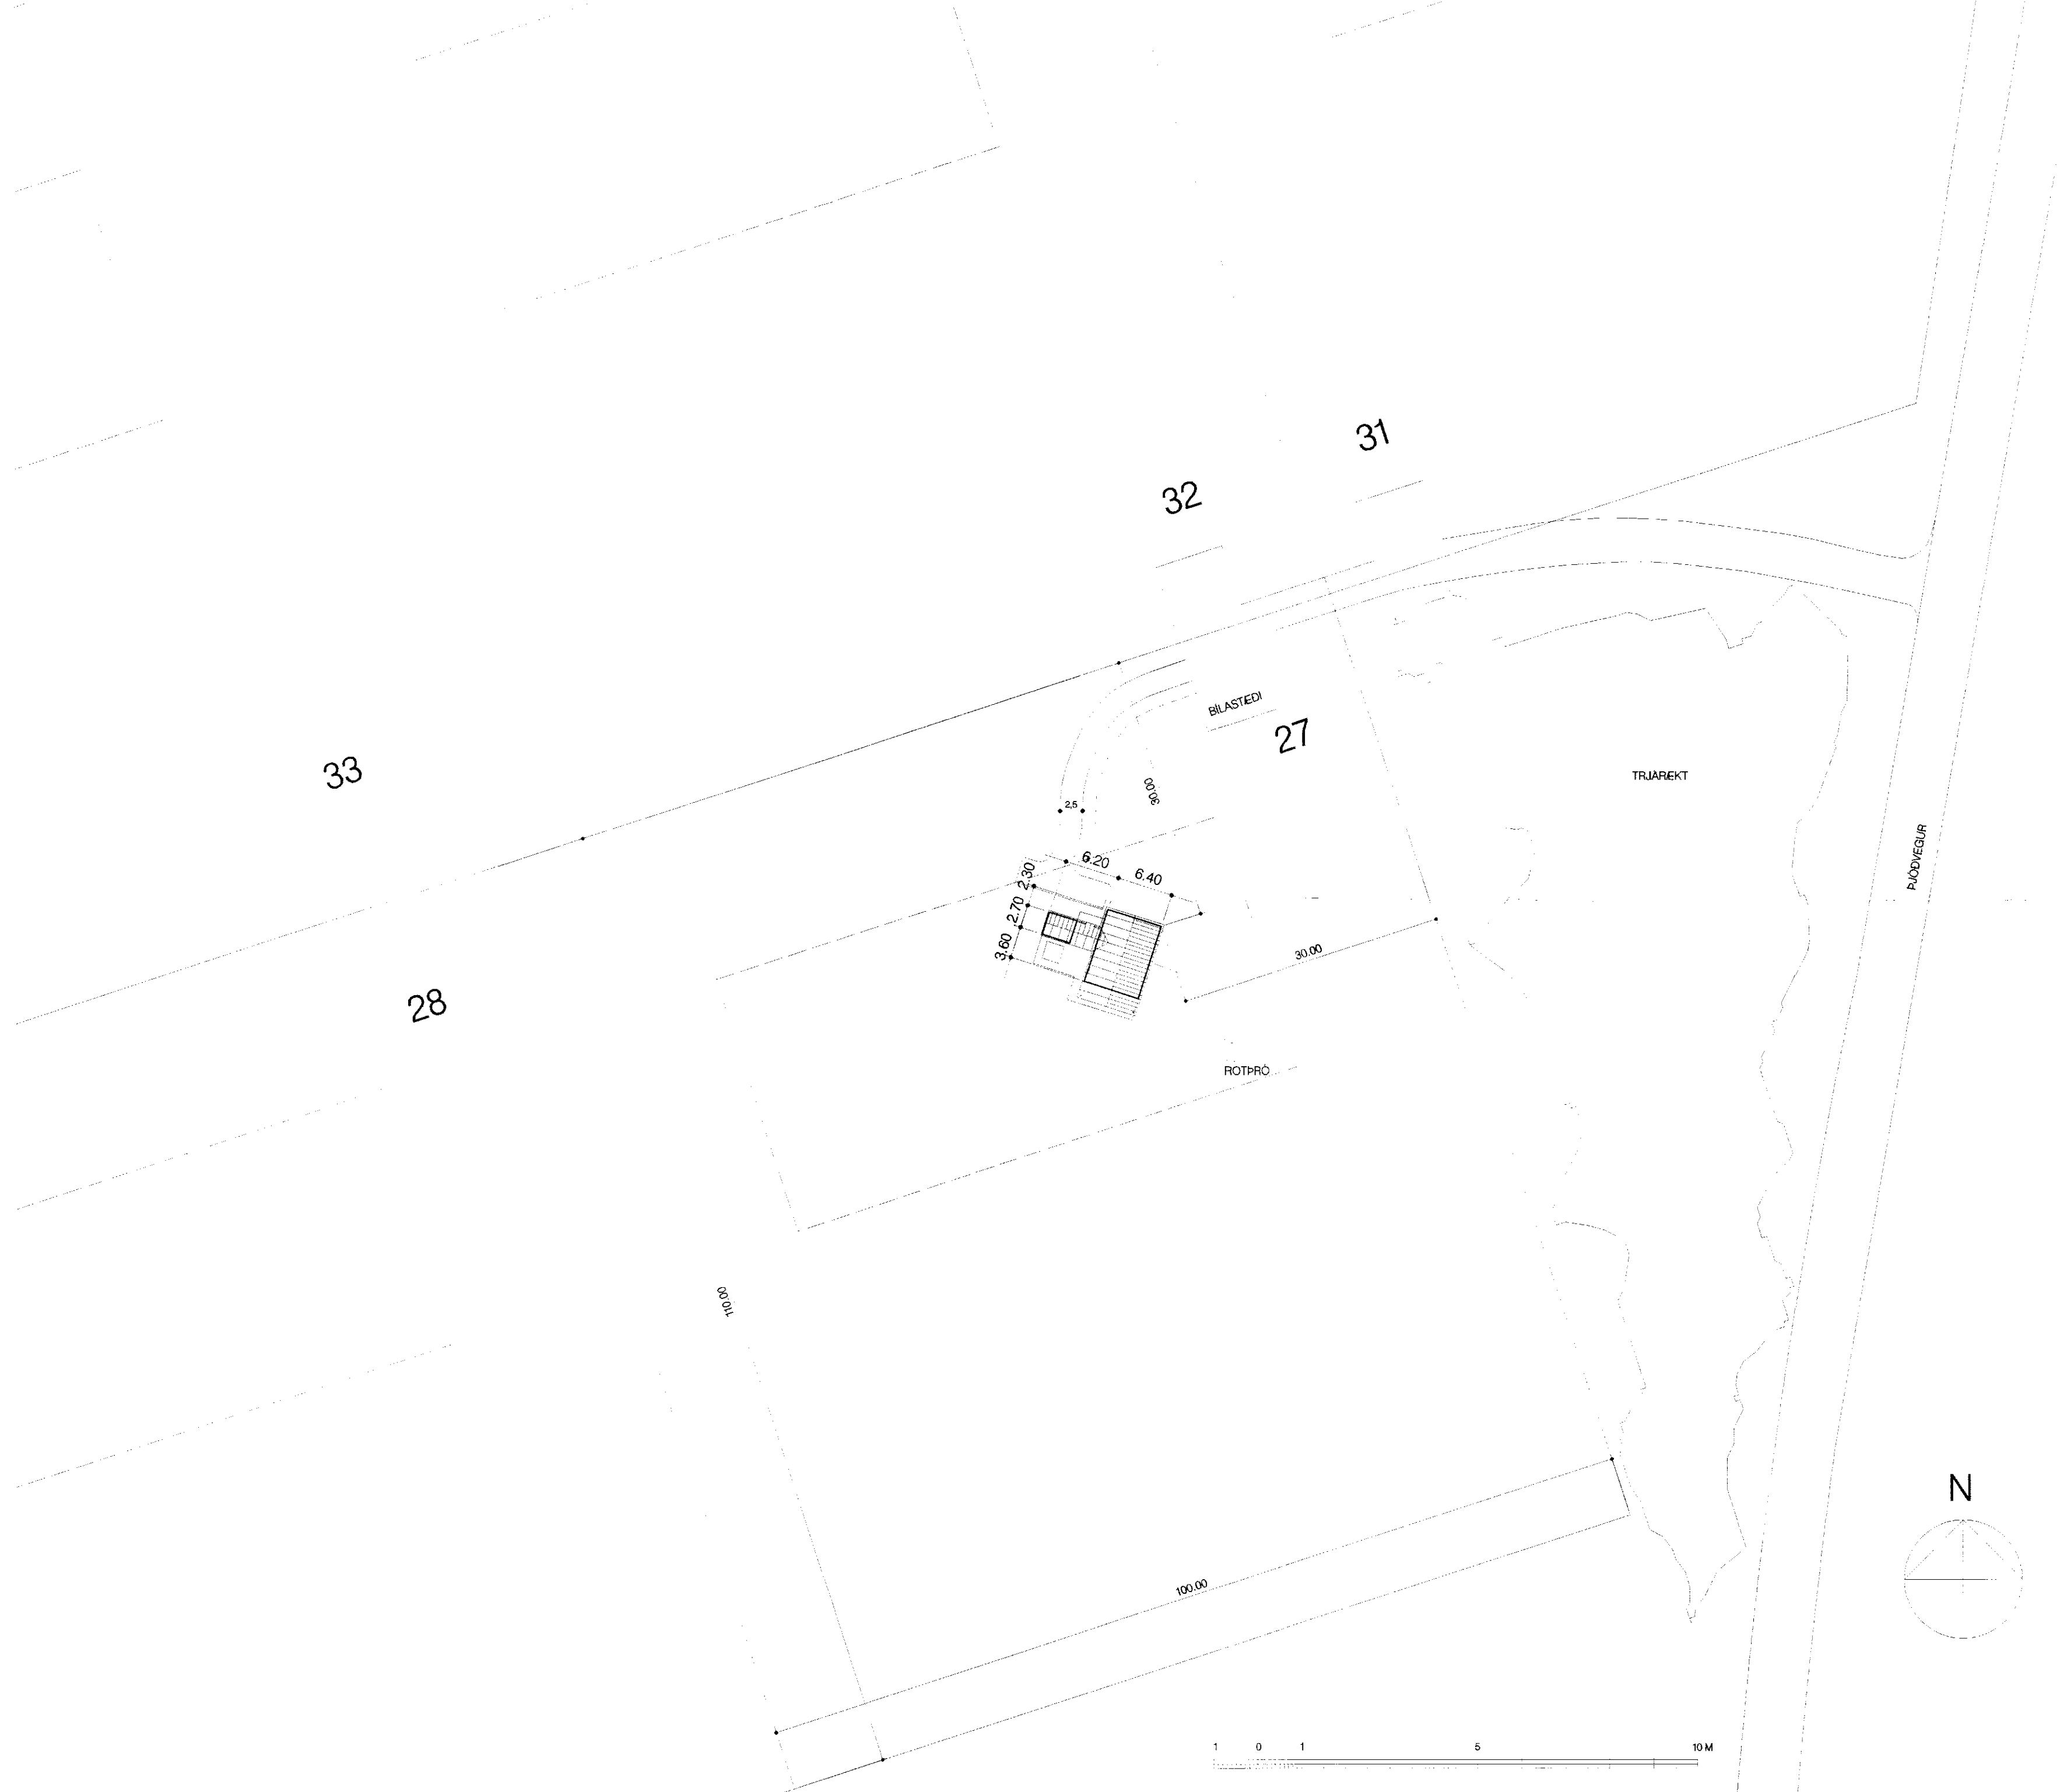 31
32
BÍLASTÆÐI
27
33
TRJÁRÆKT
30.00
2,5
ÞJÓÐVEGUR
6.20
6.40
2.30
2.70
3.60
30.00
28
ROTÞRÓ
110.00
N
100.00
1 0 1 5 10 M